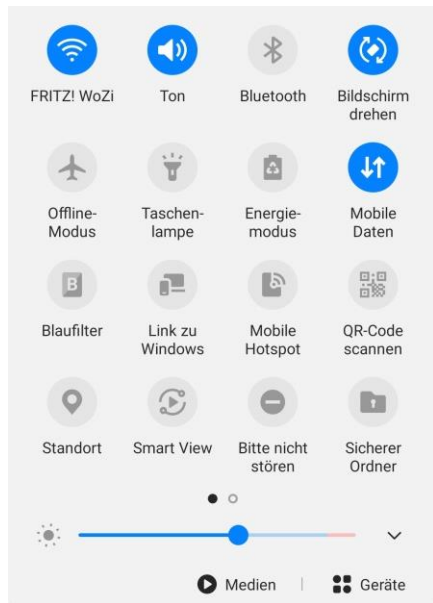 FRITZ! WoZi Ton Bluetooth Bildschirm
drehen
Offline- Taschen- Energie- Mobile
Modus lampe modus Daten
B
Blaufilter Link zu Mobile QR-Code
Windows Hotspot scannen
Standort Smart View Bitte nicht Sicherer
stören Ordner
Medien Geräte